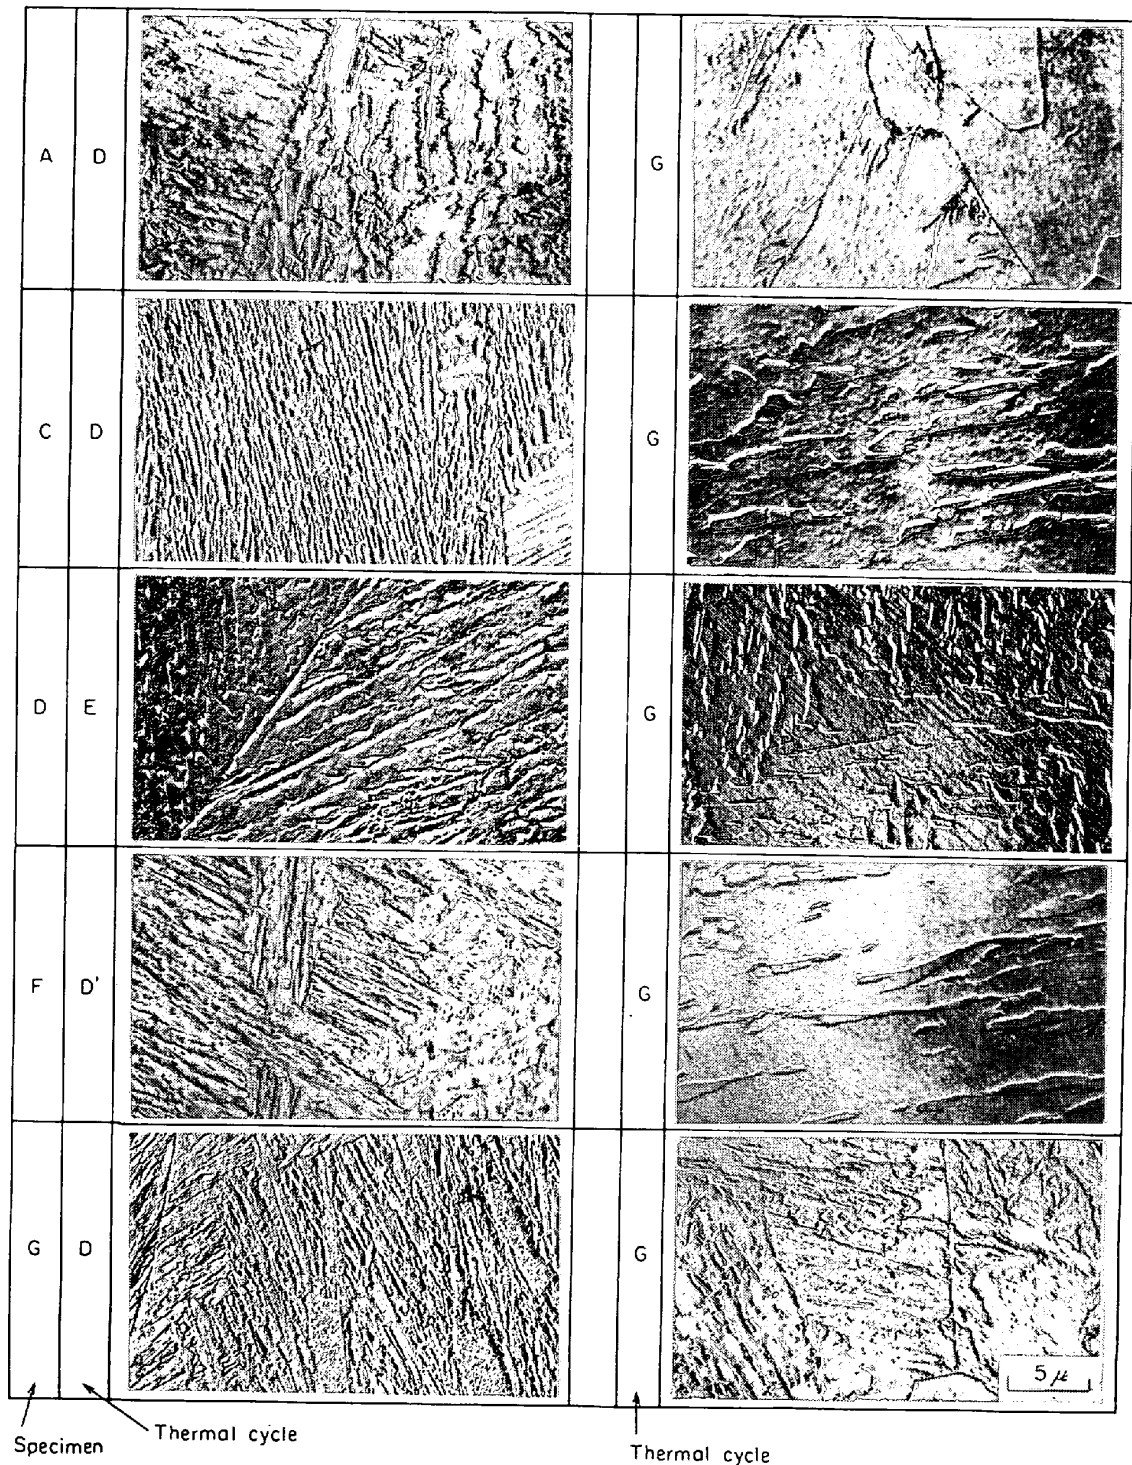 A D G
C D G
D E G
F D' G
G D G
5 μ
Specimen
Thermal cycle
Thermal cycle